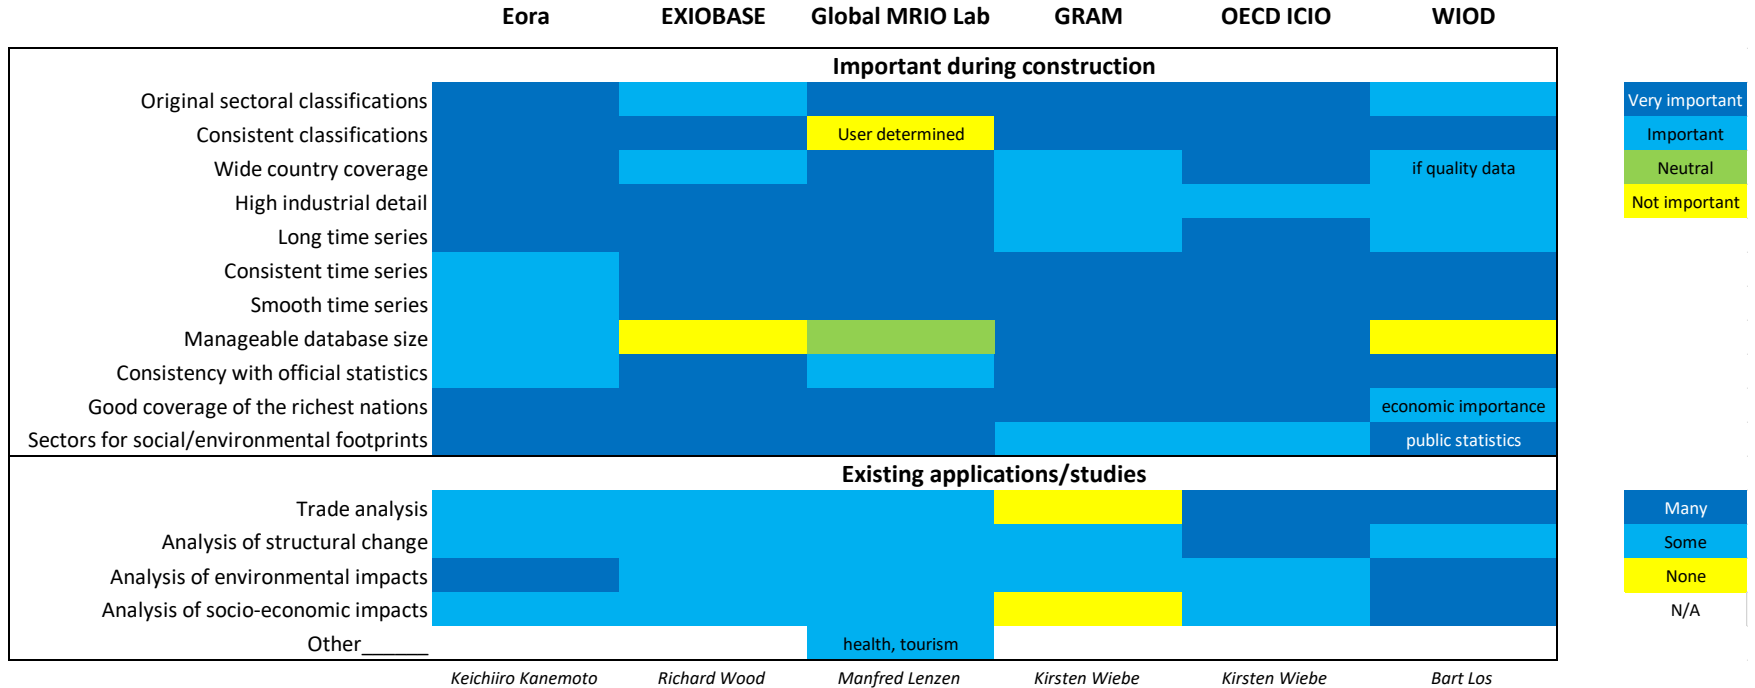 Eora EXIOBASE Global MRIO Lab GRAM OECD ICIO WIOD
Important during construction
Original sectoral classifications Very important
Consistent classifications User determined Important
Wide country coverage if quality data Neutral
High industrial detail Not important
Long time series
Consistent time series
Smooth time series
Manageable database size
Consistency with official statistics
Good coverage of the richest nations economic importance
Sectors for social/environmental footprints public statistics
Existing applications/studies
Trade analysis Many
Analysis of structural change Some
Analysis of environmental impacts None
Analysis of socio-economic impacts N/A
Other______ health, tourism
Keichiiro Kanemoto Richard Wood Manfred Lenzen Kirsten Wiebe Kirsten Wiebe Bart Los